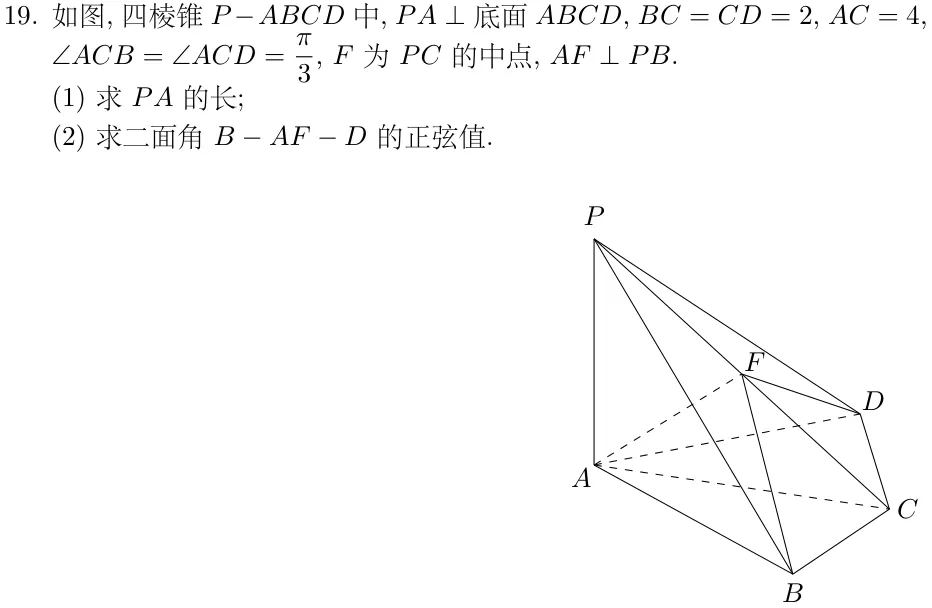 19. 如图, 四棱锥 P − ABCD 中, PA ⊥ 底面 ABCD, BC = CD = 2, AC = 4,
∠ACB = ∠ACD = π/3, F 为 PC 的中点, AF ⊥ PB.
(1) 求 PA 的长;
(2) 求二面角 B − AF − D 的正弦值.
P
F
D
A
C
B